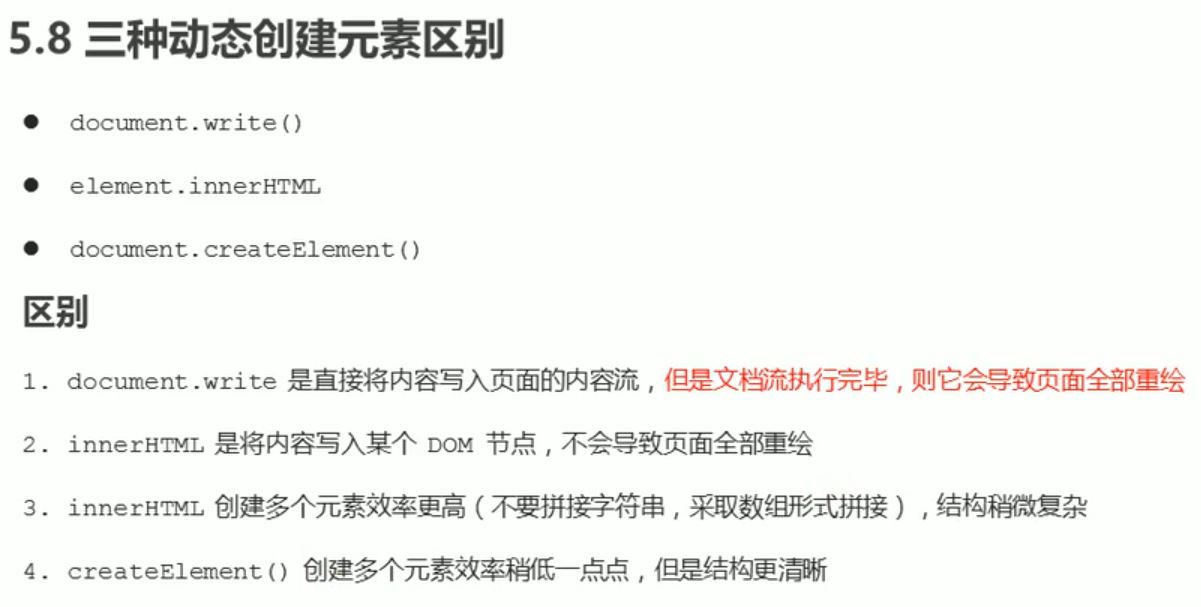 5.8 三种动态创建元素区别
● document.write()
● element.innerHTML
● document.createElement()
区别
1. document.write 是直接将内容写入页面的内容流，但是文档流执行完毕，则它会导致页面全部重绘
2. innerHTML 是将内容写入某个 DOM 节点，不会导致页面全部重绘
3. innerHTML 创建多个元素效率更高（不要拼接字符串，采取数组形式拼接），结构稍微复杂
4. createElement() 创建多个元素效率稍低一点点，但是结构更清晰